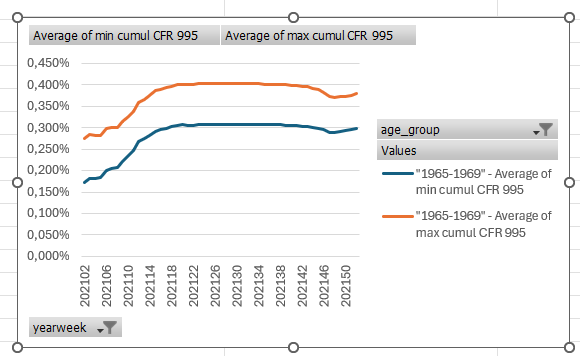 Average of min cumul CFR 995 Average of max cumul CFR 995
0,450%
0,400%
0,350%
0,300%
0,250%
0,200%
0,150%
0,100%
0,050%
0,000%
202102 202106 202110 202114 202118 202122 202126 202130 202134 202138 202142 202146 202150
age_group
Values
"1965-1969" - Average of
min cumul CFR 995
"1965-1969" - Average of
max cumul CFR 995
yearweek